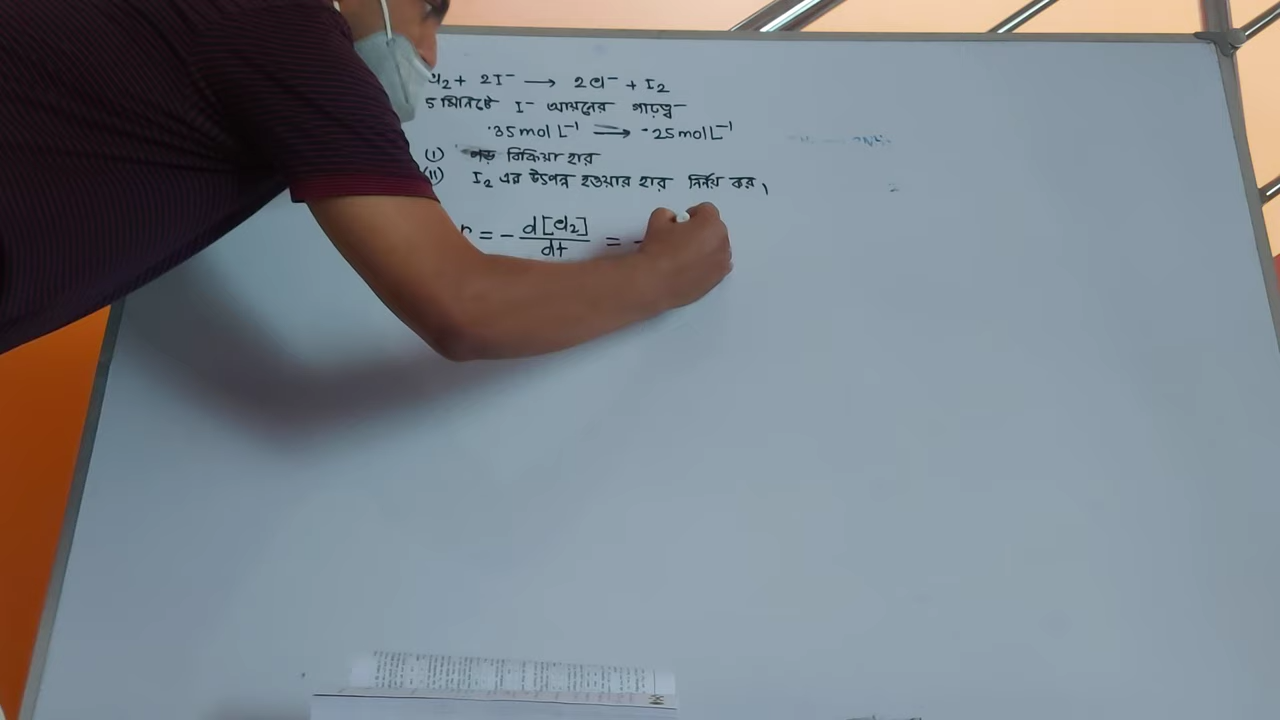 Cl₂ + 2I⁻ ⟶ 2Cl⁻ + I₂
5 মিনিটে I⁻ আয়নের গাঢ়ত্ব
·35 mol L⁻¹ ⟶ ·25 mol L⁻¹
(i) বিক্রিয়া হার
(ii) I₂ এর উৎপন্ন হওয়ার হার নির্ণয় কর।
r = - d[Cl₂]/dt = -